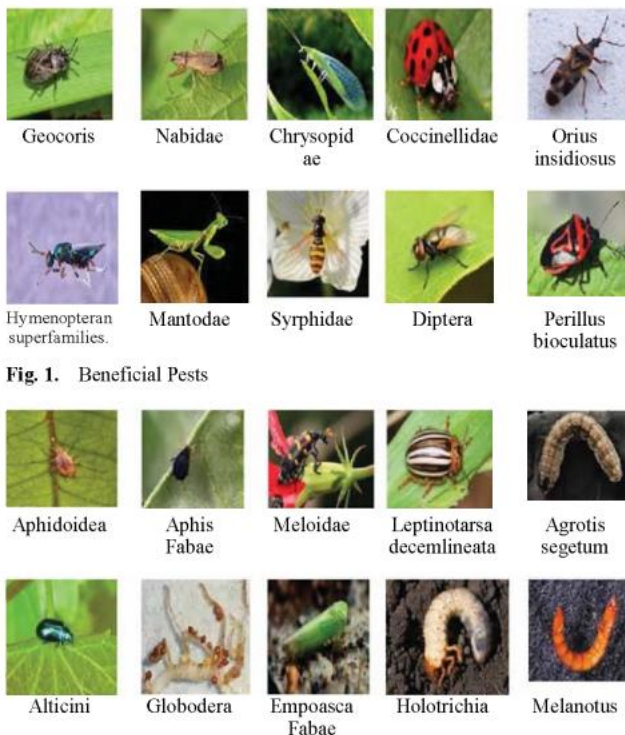 Geocoris Nabidae Chrysopid Coccinellidae Orius
ae insidiosus
Hymenopteran Mantodae Syrphidae Diptera Perillus
superfamilies. bioculatus
Fig. 1. Beneficial Pests
Aphidoidea Aphis Meloidae Leptinotarsa Agrotis
Fabae decemlineata segetum
Alticini Globodera Empoasca Holotrichia Melanotus
Fabae